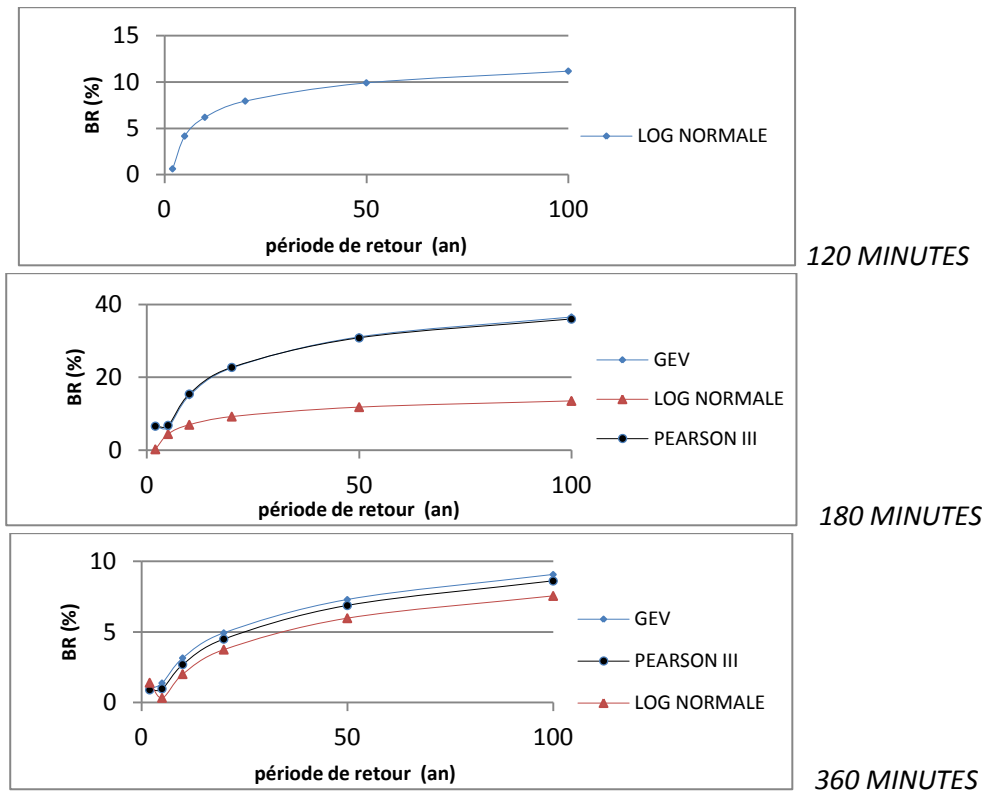 15
10
5
0
BR (%)
0 50 100
période de retour (an)
LOG NORMALE
120 MINUTES
40
20
0
BR (%)
0 50 100
période de retour (an)
GEV
LOG NORMALE
PEARSON III
180 MINUTES
10
5
0
BR (%)
0 50 100
période de retour (an)
GEV
PEARSON III
LOG NORMALE
360 MINUTES